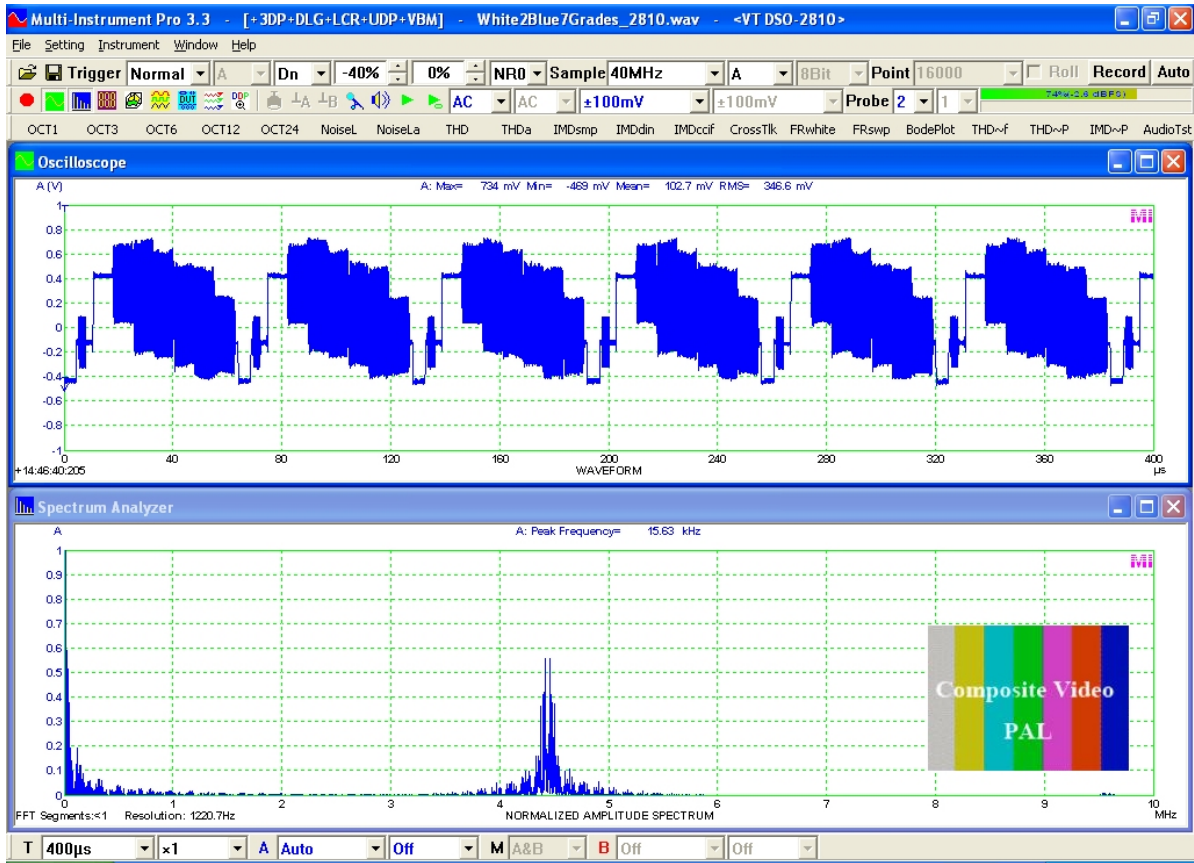 Multi-Instrument Pro 3.3 - [+3DP+DLG+LCR+UDP+VBM] - White2Blue7Grades_2810.wav - <VT DSO-2810>
File Setting Instrument Window Help
Trigger Normal A Dn -40% 0% NR0 Sample 40MHz A 8Bit Point 16000 Roll Record Auto
DUT DDP A B AC AC ±100mV ±100mV Probe 2 1 74%(-2.6 dBFS)
OCT1 OCT3 OCT6 OCT12 OCT24 NoiseL NoiseLa THD THDa IMDsmp IMDdin IMDccif CrossTlk FRwhite FRswp BodePlot THD~f THD~P IMD~P AudioTst
Oscilloscope
A (V) A: Max= 734 mV Min= -469 mV Mean= 102.7 mV RMS= 346.6 mV
1
MI
0.8
0.6
0.4
0.2
0
-0.2
-0.4
-0.6
-0.8
-1
0 40 80 120 160 200 240 280 320 360 400
+14:46:40:205 WAVEFORM µs
Spectrum Analyzer
A A: Peak Frequency= 15.63 kHz
1
MI
0.9
0.8
0.7
0.6
0.5
0.4
0.3
0.2
0.1
0
Composite Video
PAL
0 1 2 3 4 5 6 7 8 9 10
FFT Segments:<1 Resolution: 1220.7Hz NORMALIZED AMPLITUDE SPECTRUM MHz
T 400µs ×1 A Auto Off M A&B B Off Off